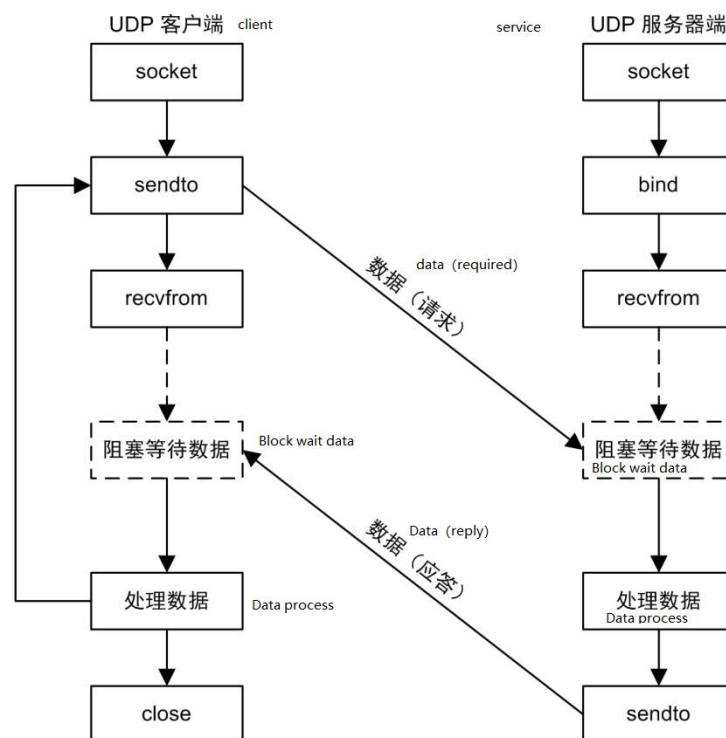 UDP 客户端 client
service UDP 服务器端
socket
socket
sendto
bind
data（required）
数据（请求）
recvfrom
recvfrom
阻塞等待数据
Block wait data
阻塞等待数据
Block wait data
Data（reply）
数据（应答）
处理数据
Data process
处理数据
Data process
close
sendto